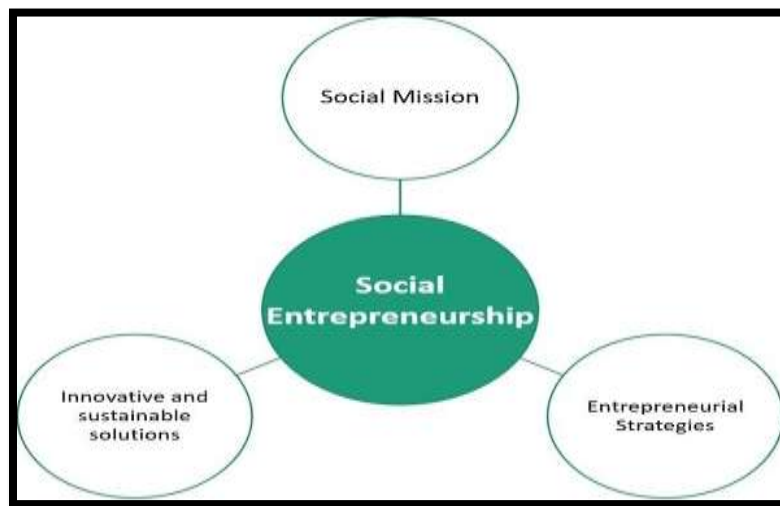 Social Mission
Social
Entrepreneurship
Innovative and
sustainable
solutions
Entrepreneurial
Strategies